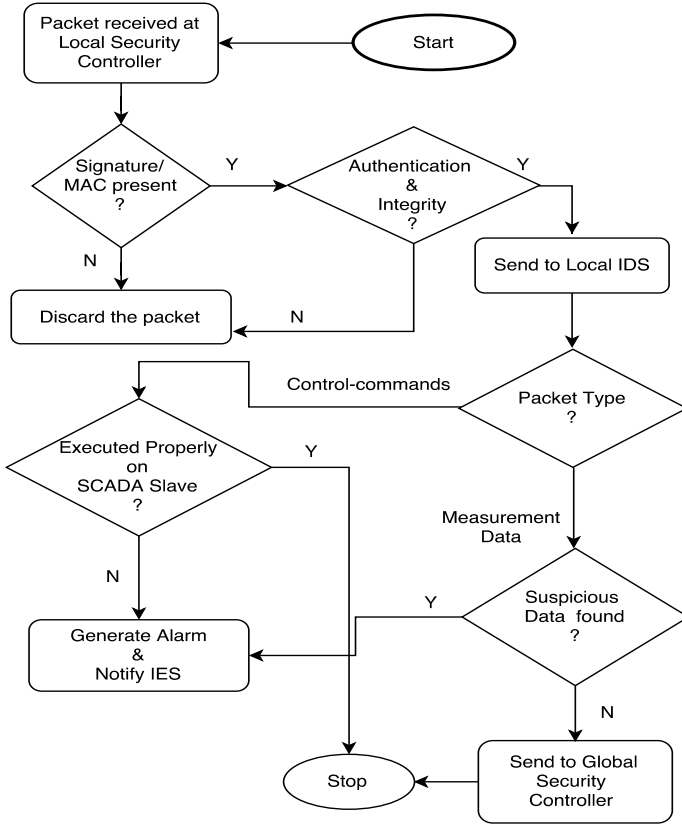 Packet received at
Local Security
Controller
Start
Signature/
MAC present
?
Y
Authentication
&
Integrity
?
Y
N
Send to Local IDS
Discard the packet
N
Control-commands
Packet Type
?
Executed Properly
on
SCADA Slave
?
Y
Measurement
Data
N
Suspicious
Data found
?
Y
Generate Alarm
&
Notify IES
N
Send to Global
Security
Controller
Stop